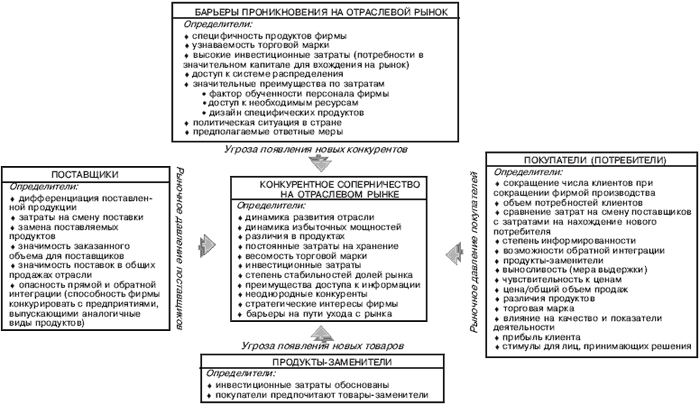 БАРЬЕРЫ ПРОНИКНОВЕНИЯ НА ОТРАСЛЕВОЙ РЫНОК
Определители:
♦ специфичность продуктов фирмы
♦ узнаваемость торговой марки
♦ высокие инвестиционные затраты (потребности в
значительном капитале для вхождения на рынок)
♦ доступ к системе распределения
♦ значительные преимущества по затратам
• фактор обученности персонала фирмы
• доступ к необходимым ресурсам
• дизайн специфических продуктов
♦ политическая ситуация в стране
♦ предполагаемые ответные меры
Угроза появления новых конкурентов
ПОСТАВЩИКИ
Определители:
♦ дифференциация поставлен-
ной продукции
♦ затраты на смену поставки
♦ замена поставляемых
продуктов
♦ значимость заказанного
объема для поставщиков
♦ значимость поставок в общих
продажах отрасли
♦ опасность прямой и обратной
интеграции (способность фирмы
конкурировать с предприятиями,
выпускающими аналогичные
виды продуктов)
Рыночное давление поставщиков
КОНКУРЕНТНОЕ СОПЕРНИЧЕСТВО
НА ОТРАСЛЕВОМ РЫНКЕ
Определители:
♦ динамика развития отрасли
♦ динамика избыточных мощностей
♦ различия в продуктах
♦ постоянные затраты на хранение
♦ весомость торговой марки
♦ инвестиционные затраты
♦ степень стабильностей долей рынка
♦ преимущества доступа к информации
♦ неоднородные конкуренты
♦ стратегические интересы фирмы
♦ барьеры на пути ухода с рынка
Рыночное давление покупателей
ПОКУПАТЕЛИ (ПОТРЕБИТЕЛИ)
Определители:
♦ сокращение числа клиентов при
сокращении фирмой производства
♦ объем потребностей клиентов
♦ сравнение затрат на смену поставщиков
с затратами на нахождение нового
потребителя
♦ степень информированности
♦ возможности обратной интеграции
♦ продукты-заменители
♦ выносливость (мера выдержки)
♦ чувствительность к ценам
♦ цена/общий объем продаж
♦ различия продуктов
♦ торговая марка
♦ влияние на качество и показатели
деятельности
♦ прибыль клиента
♦ стимулы для лиц, принимающих решения
Угроза появления новых товаров
ПРОДУКТЫ-ЗАМЕНИТЕЛИ
Определители:
♦ инвестиционные затраты обоснованы
♦ покупатели предпочитают товары-заменители